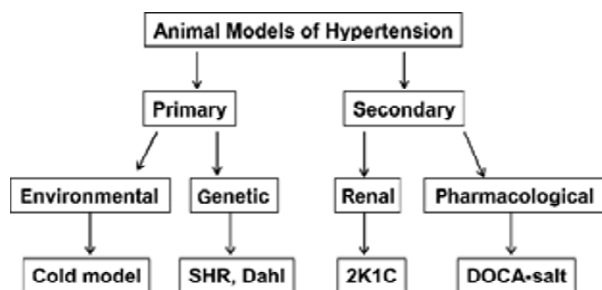 Animal Models of Hypertension
Primary
Secondary
Environmental
Genetic
Renal
Pharmacological
Cold model
SHR, Dahl
2K1C
DOCA-salt